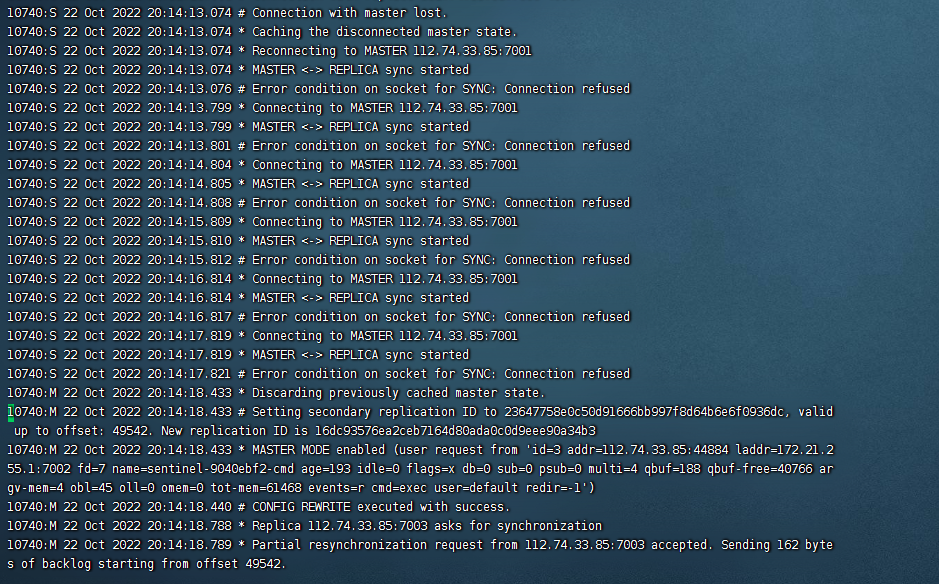 10740:S 22 Oct 2022 20:14:13.074 # Connection with master lost.
10740:S 22 Oct 2022 20:14:13.074 * Caching the disconnected master state.
10740:S 22 Oct 2022 20:14:13.074 * Reconnecting to MASTER 112.74.33.85:7001
10740:S 22 Oct 2022 20:14:13.074 * MASTER <-> REPLICA sync started
10740:S 22 Oct 2022 20:14:13.076 # Error condition on socket for SYNC: Connection refused
10740:S 22 Oct 2022 20:14:13.799 * Connecting to MASTER 112.74.33.85:7001
10740:S 22 Oct 2022 20:14:13.799 * MASTER <-> REPLICA sync started
10740:S 22 Oct 2022 20:14:13.801 # Error condition on socket for SYNC: Connection refused
10740:S 22 Oct 2022 20:14:14.804 * Connecting to MASTER 112.74.33.85:7001
10740:S 22 Oct 2022 20:14:14.805 * MASTER <-> REPLICA sync started
10740:S 22 Oct 2022 20:14:14.808 # Error condition on socket for SYNC: Connection refused
10740:S 22 Oct 2022 20:14:15.809 * Connecting to MASTER 112.74.33.85:7001
10740:S 22 Oct 2022 20:14:15.810 * MASTER <-> REPLICA sync started
10740:S 22 Oct 2022 20:14:15.812 # Error condition on socket for SYNC: Connection refused
10740:S 22 Oct 2022 20:14:16.814 * Connecting to MASTER 112.74.33.85:7001
10740:S 22 Oct 2022 20:14:16.814 * MASTER <-> REPLICA sync started
10740:S 22 Oct 2022 20:14:16.817 # Error condition on socket for SYNC: Connection refused
10740:S 22 Oct 2022 20:14:17.819 * Connecting to MASTER 112.74.33.85:7001
10740:S 22 Oct 2022 20:14:17.819 * MASTER <-> REPLICA sync started
10740:S 22 Oct 2022 20:14:17.821 # Error condition on socket for SYNC: Connection refused
10740:M 22 Oct 2022 20:14:18.433 * Discarding previously cached master state.
10740:M 22 Oct 2022 20:14:18.433 # Setting secondary replication ID to 23647758e0c50d91666bb997f8d64b6e6f0936dc, valid
 up to offset: 49542. New replication ID is 16dc93576ea2ceb7164d80ada0c0d9eee90a34b3
10740:M 22 Oct 2022 20:14:18.433 * MASTER MODE enabled (user request from 'id=3 addr=112.74.33.85:44884 laddr=172.21.2
55.1:7002 fd=7 name=sentinel-9040ebf2-cmd age=193 idle=0 flags=x db=0 sub=0 psub=0 multi=4 qbuf=188 qbuf-free=40766 ar
gv-mem=4 obl=45 oll=0 omem=0 tot-mem=61468 events=r cmd=exec user=default redir=-1')
10740:M 22 Oct 2022 20:14:18.440 # CONFIG REWRITE executed with success.
10740:M 22 Oct 2022 20:14:18.788 * Replica 112.74.33.85:7003 asks for synchronization
10740:M 22 Oct 2022 20:14:18.789 * Partial resynchronization request from 112.74.33.85:7003 accepted. Sending 162 byte
s of backlog starting from offset 49542.